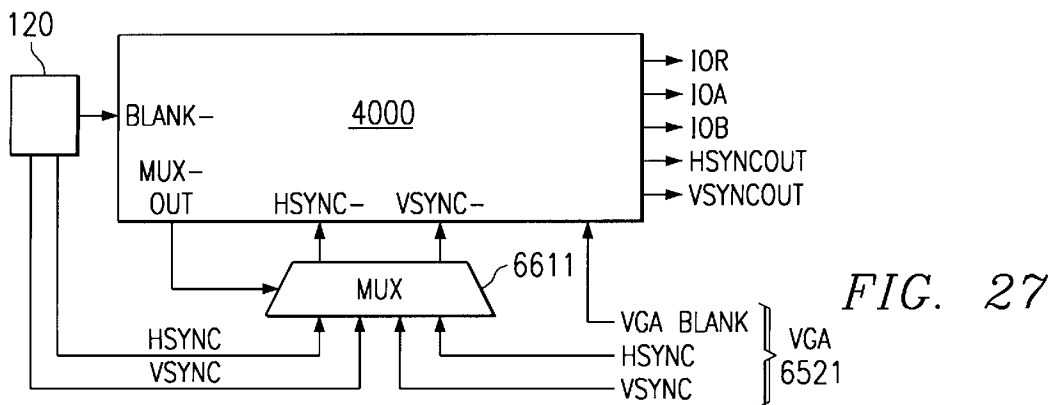 120
BLANK–
4000
IOR
IOA
IOB
HSYNCOUT
VSYNCOUT
MUX–
OUT
HSYNC–
VSYNC–
MUX
6611
HSYNC
VSYNC
VGA BLANK
HSYNC
VSYNC
VGA
6521
FIG. 27